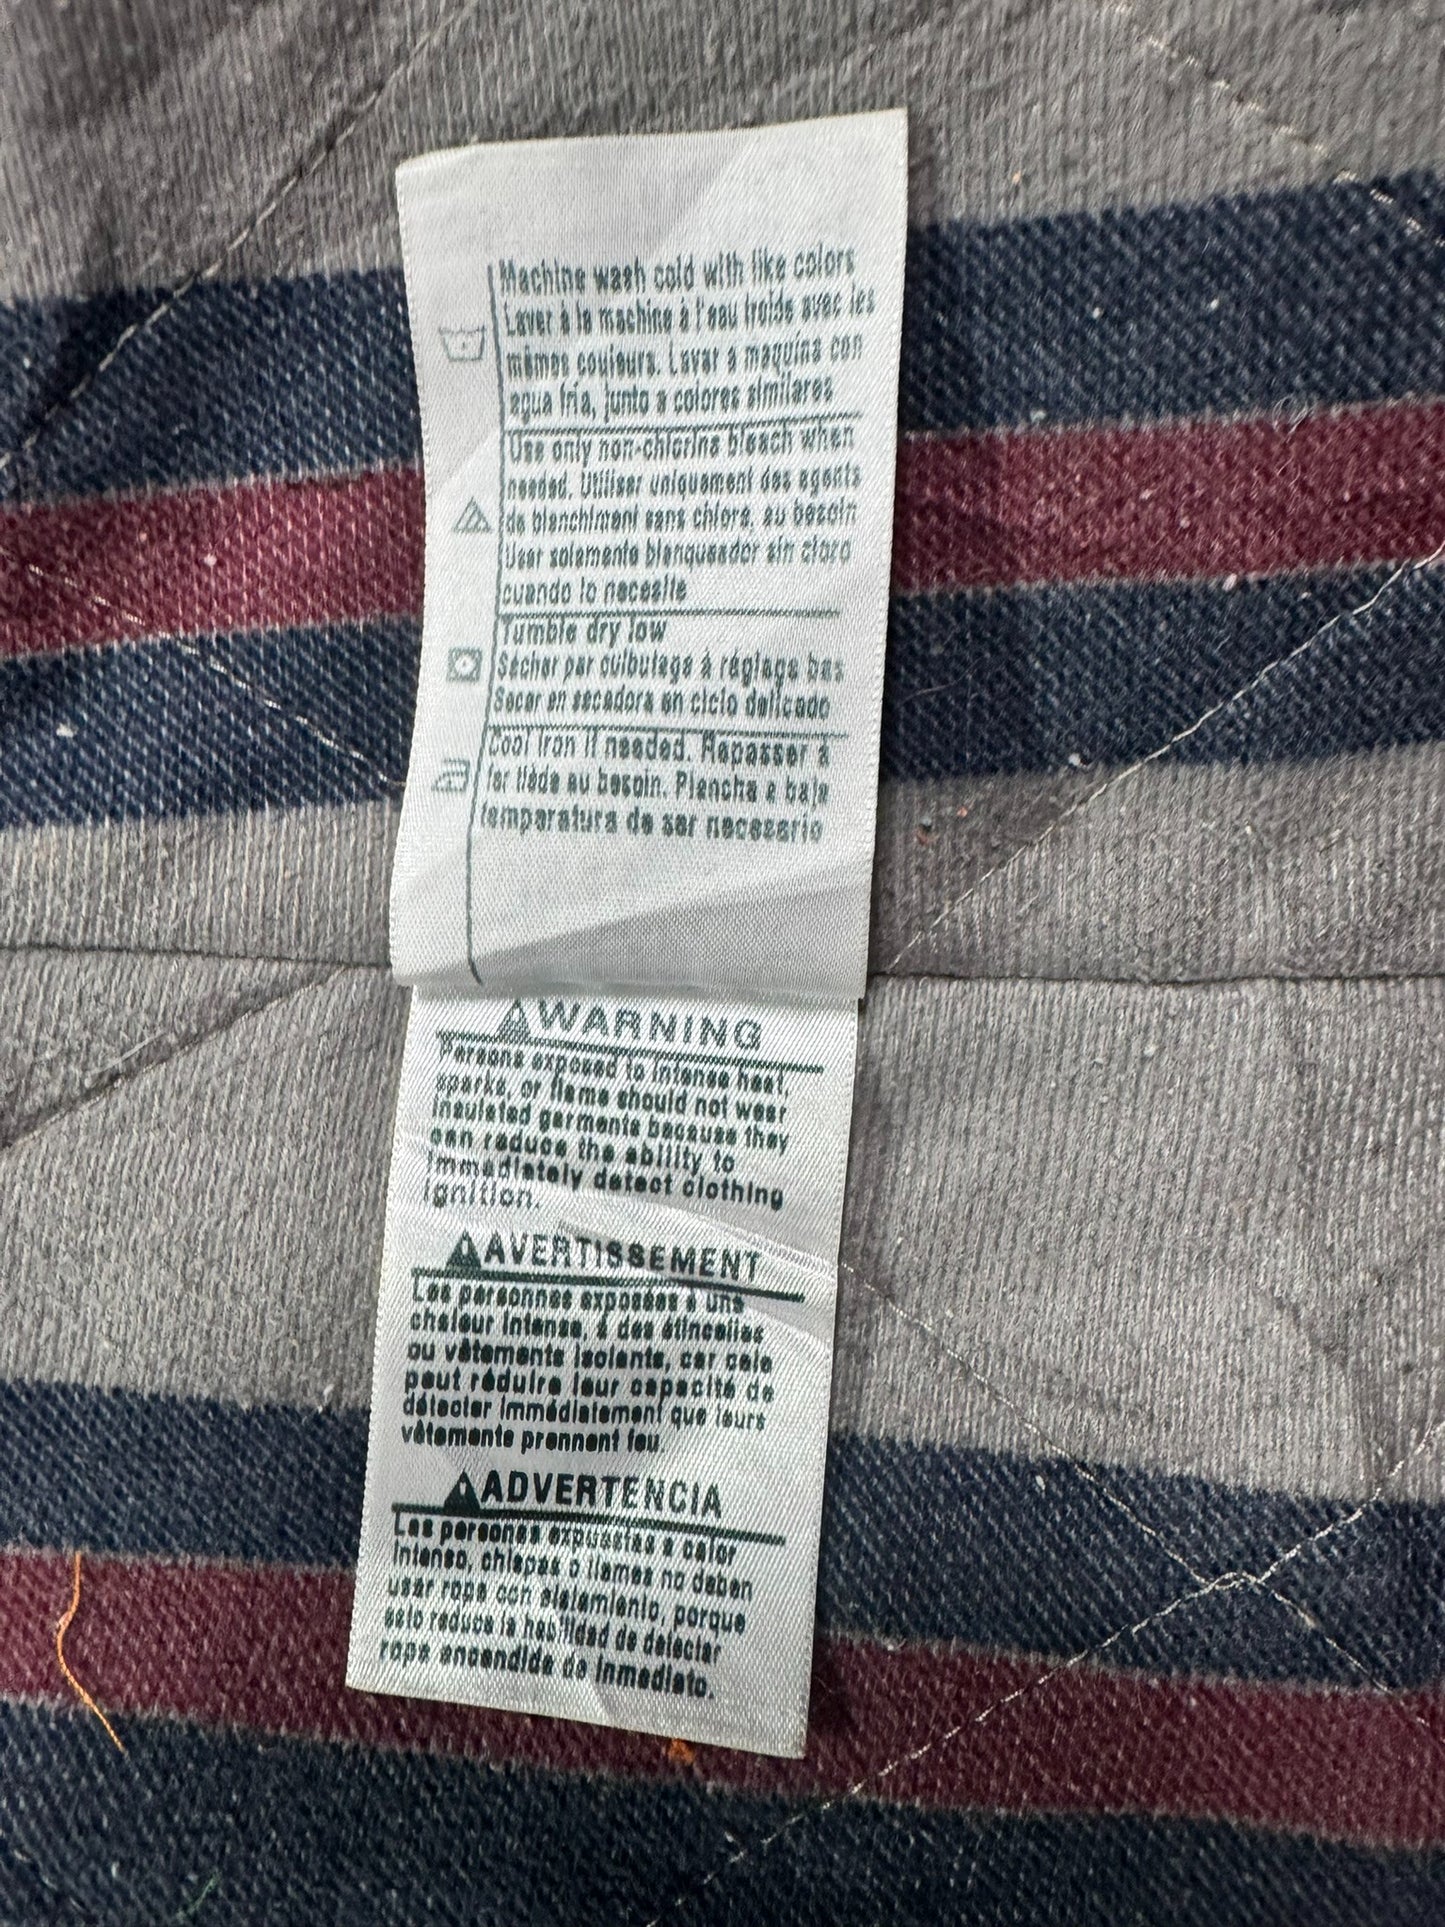 Machine wash cold with like colors
Laver à la machine à l'eau froide avec les
mêmes couleurs. Lavar a maquina con
agua fria, junto a colores similares
Use only non-chlorine bleach when
needed. Utiliser uniquement des agents
de blanchiment sans chlore, au besoin
Usar solamente blanqueador sin cloro
cuando lo necesite
Tumble dry low
Sécher par culbutage à réglage bas
Secar en secadora en ciclo delicado
Cool iron if needed. Repasser à
fer tiède au besoin. Plancha a baja
temperatura de ser necesario
WARNING
Persons exposed to intense heat,
sparks, or flame should not wear
insulated garments because they
can reduce the ability to
immediately detect clothing
ignition.
AVERTISSEMENT
Les personnes exposées à une
chaleur intense, à des étincelles
ou vêtements isolants, car cela
peut réduire leur capacité de
détecter immédiatement que leurs
vêtements prennent feu.
ADVERTENCIA
Las personas expuestas a calor
intenso, chispas o llamas no deben
usar ropa con aislamiento, porque
esto reduce la habilidad de detectar
ropa encendida de inmediato.